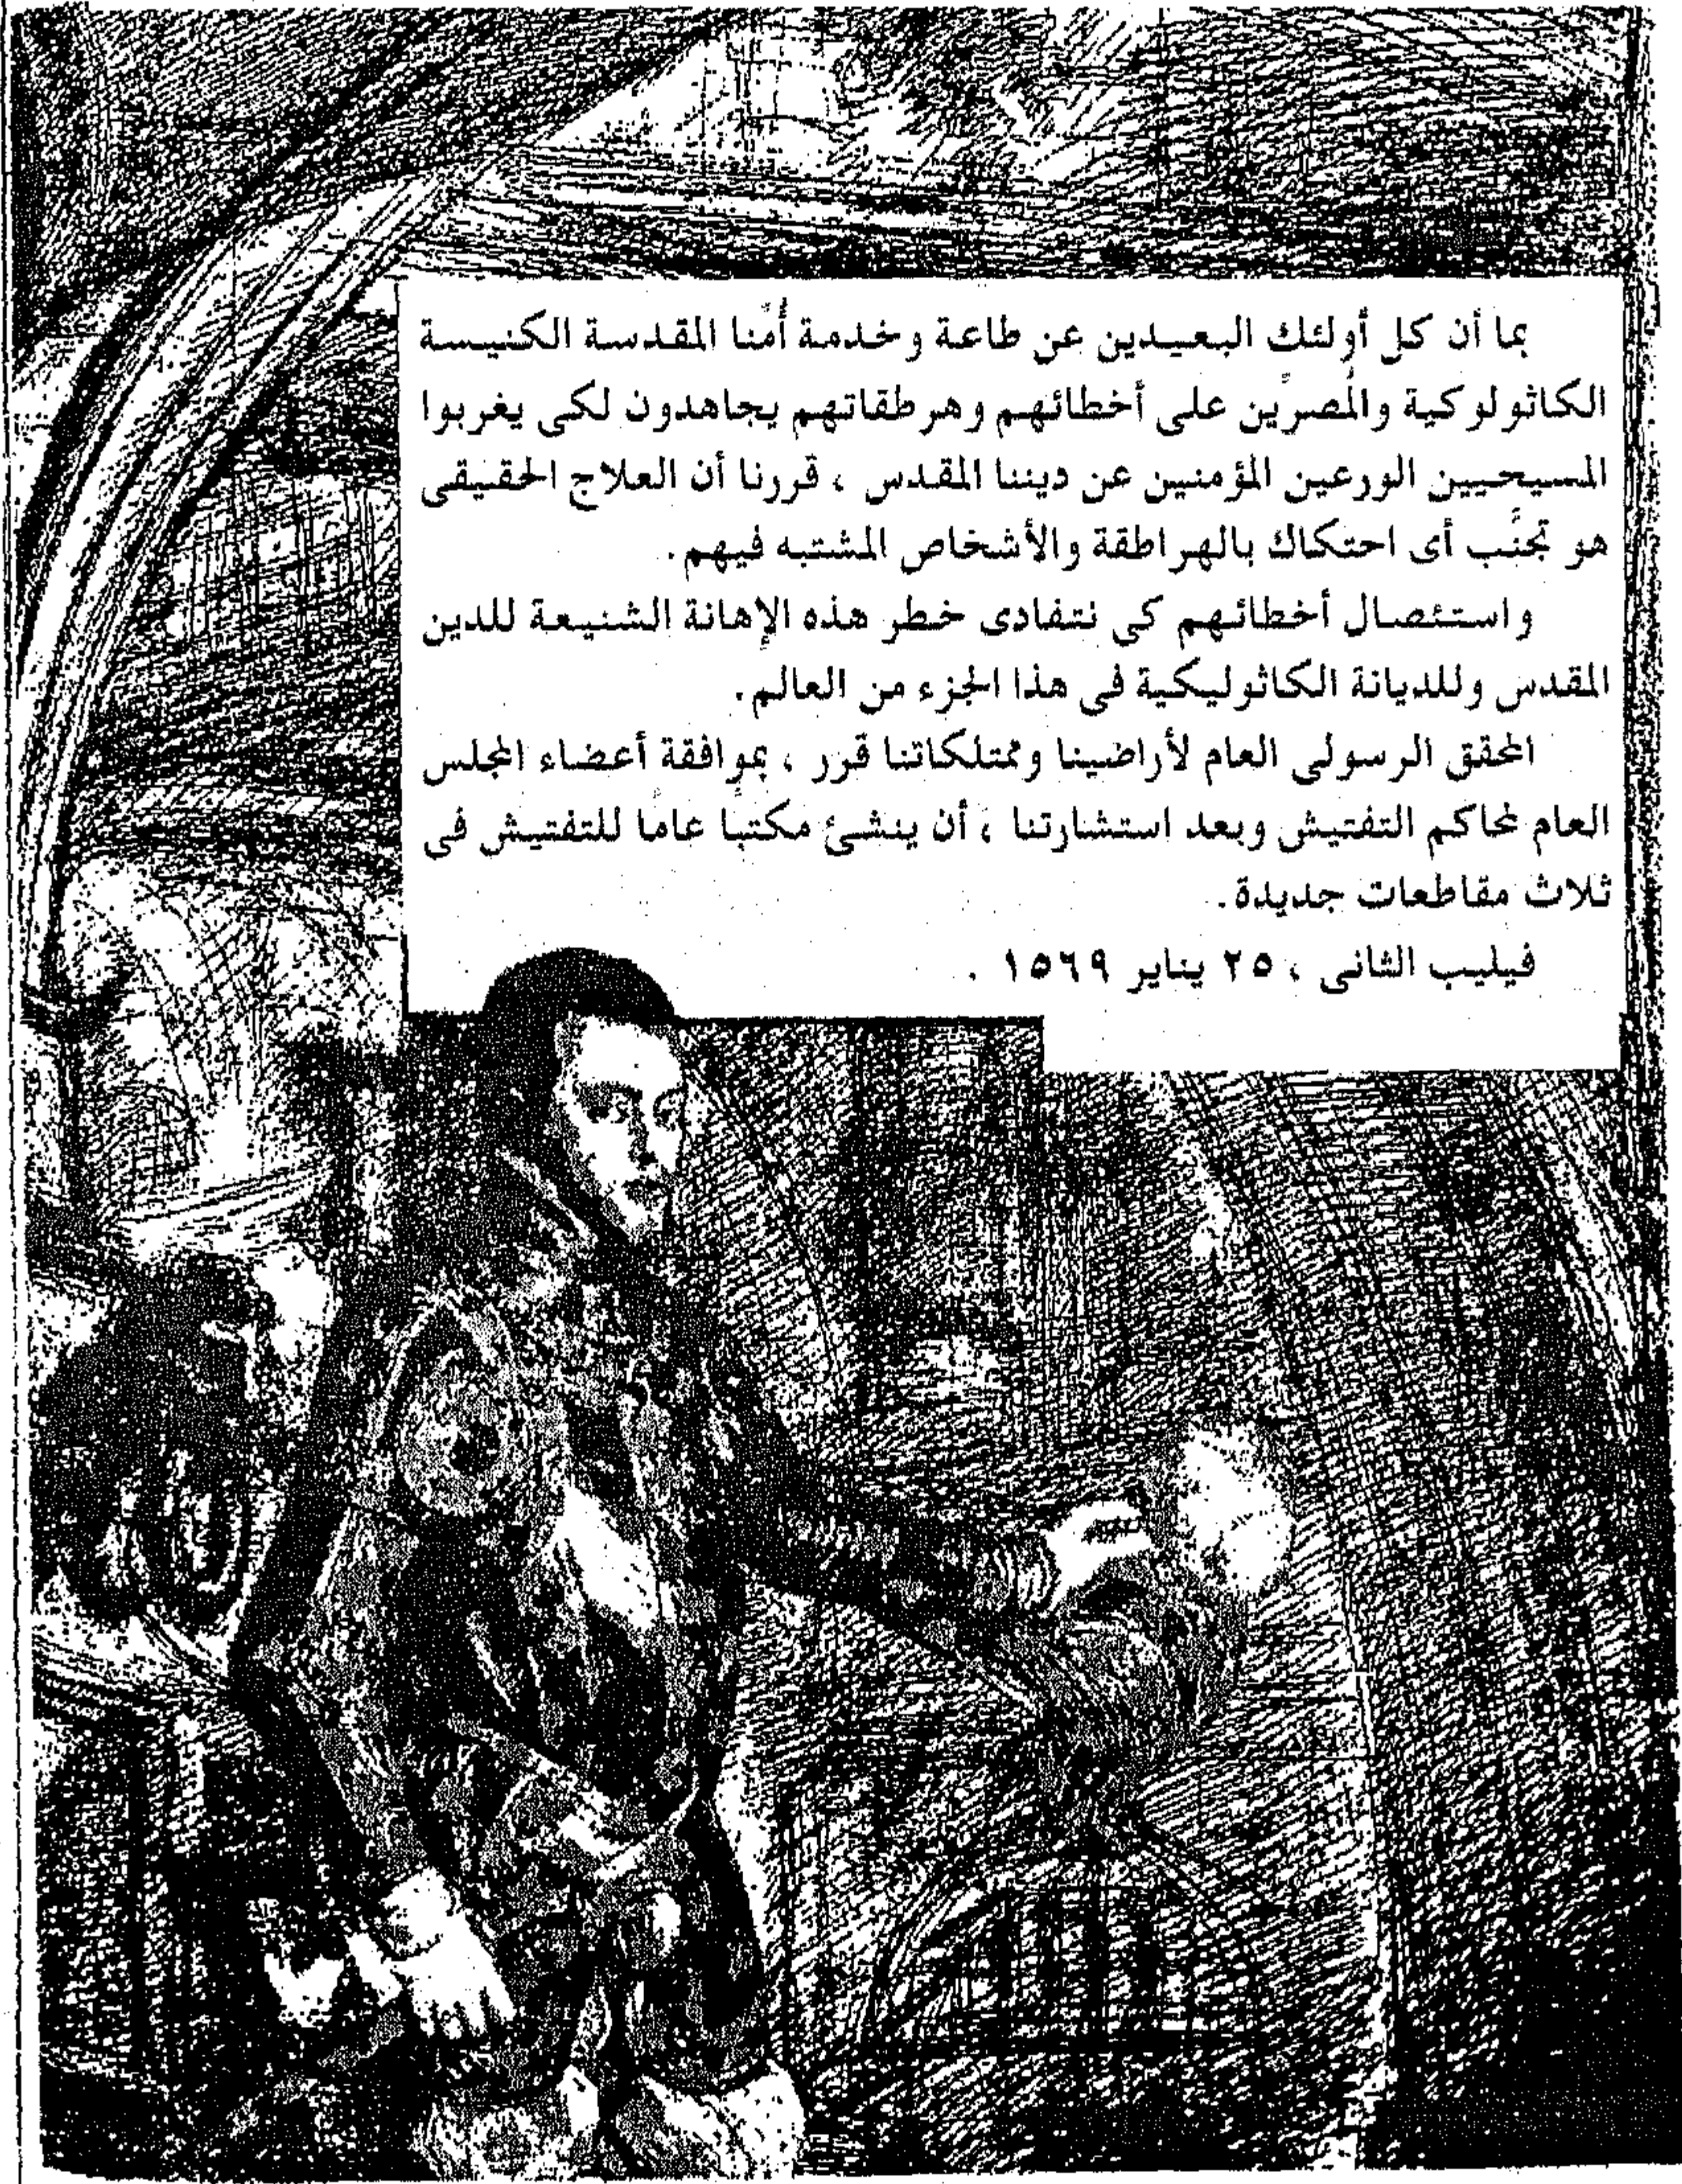 بما أن كل أولئك البعيدين عن طاعة وخدمة أُمِّنا المقدسة الكنيسة
الكاثولوكية والمُصرِّين على أخطائهم وهرطقاتهم يجاهدون لكى يغربوا
المسيحيين الورعين المؤمنين عن ديننا المقدس ، قررنا أن العلاج الحقيقى
هو تجنَّب أى احتكاك بالهراطقة والأشخاص المشتبه فيهم.
واستئصال أخطائهم كى نتفادى خطر هذه الإهانة الشنيعة للدين
المقدس وللديانة الكاثوليكية فى هذا الجزء من العالم.
المحقق الرسولى العام لأراضينا وممتلكاتنا قرر ، بموافقة أعضاء المجلس
العام لمحاكم التفتيش وبعد استشارتنا ، أن ينشئ مكتبًا عامًا للتفتيش فى
ثلاث مقاطعات جديدة.
فيليب الثانى ، ٢٥ يناير ١٥٦٩ .